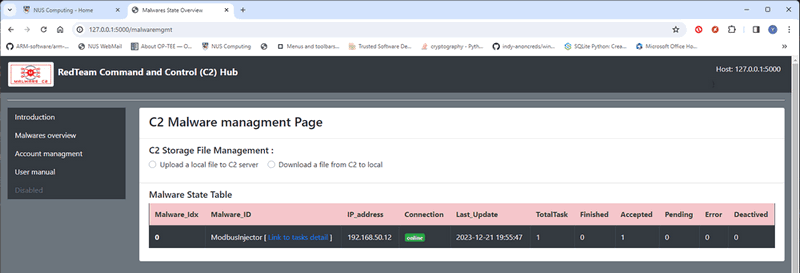 NUS Computing - Home
Malwares State Overview
127.0.0.1:5000/malwaremgmt
ARM-software/arm-...
NUS WebMail
About OP-TEE — O...
NUS Computing
Menus and toolbars...
Trusted Software De...
cryptography - Pyth...
indy-anoncreds/win...
SQLite Python: Crea...
Microsoft Office Ho...
MALWARE C2
RedTeam Command and Control (C2) Hub
Host: 127.0.0.1:5000
Introduction
Malwares overview
Account managment
User manual
Disabled
C2 Malware managment Page
C2 Storage File Management :
Upload a local file to C2 server Download a file from C2 to local
Malware State Table
Malware_Idx Malware_ID IP_address Connection Last_Update TotalTask Finished Accepted Pending Error Deactived
0 ModbusInjector [ Link to tasks detail ] 192.168.50.12 online 2023-12-21 19:55:47 1 0 1 0 0 0